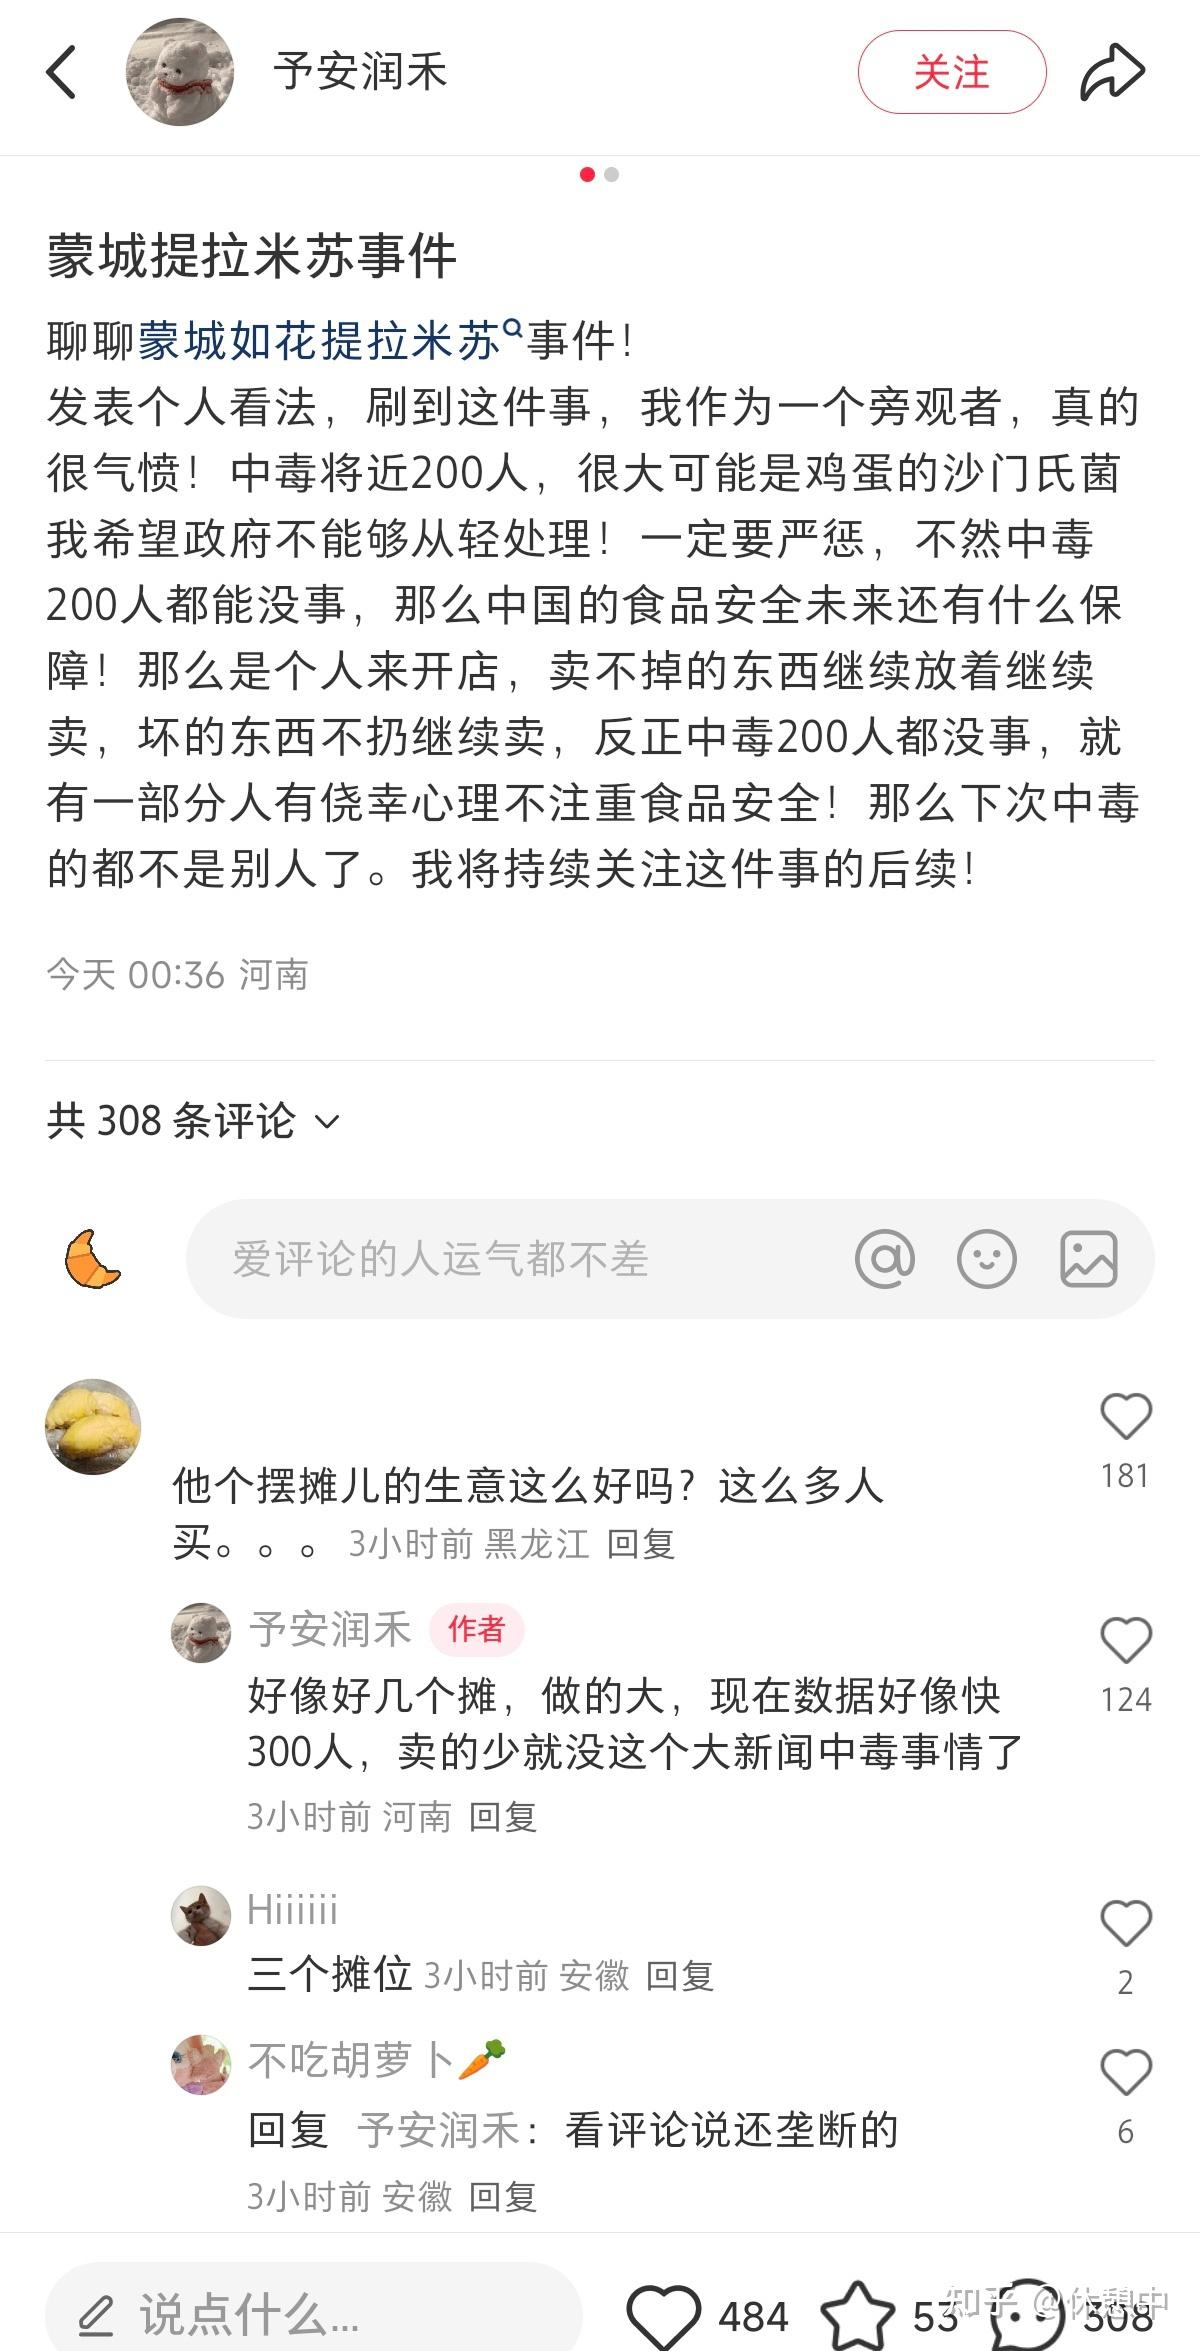 予安润禾
关注
蒙城提拉米苏事件
聊聊蒙城如花提拉米苏事件！
发表个人看法，刷到这件事，我作为一个旁观者，真的
很气愤！中毒将近200人，很大可能是鸡蛋的沙门氏菌
我希望政府不能够从轻处理！一定要严惩，不然中毒
200人都能没事，那么中国的食品安全未来还有什么保
障！那么是个人来开店，卖不掉的东西继续放着继续
卖，坏的东西不扔继续卖，反正中毒200人都没事，就
有一部分人有侥幸心理不注重食品安全！那么下次中毒
的都不是别人了。我将持续关注这件事的后续！
今天 00:36 河南
共 308 条评论
爱评论的人运气都不差
他个摆摊儿的生意这么好吗？这么多人
买。。。 3小时前 黑龙江 回复
181
予安润禾 作者
好像好几个摊，做的大，现在数据好像快
300人，卖的少就没这个大新闻中毒事情了
124
3小时前 河南 回复
Hiiiiii
三个摊位 3小时前 安徽 回复
2
不吃胡萝卜🥕
回复 予安润禾：看评论说还垄断的
6
3小时前 安徽 回复
说点什么...
484
53
308
知乎 @休憩中